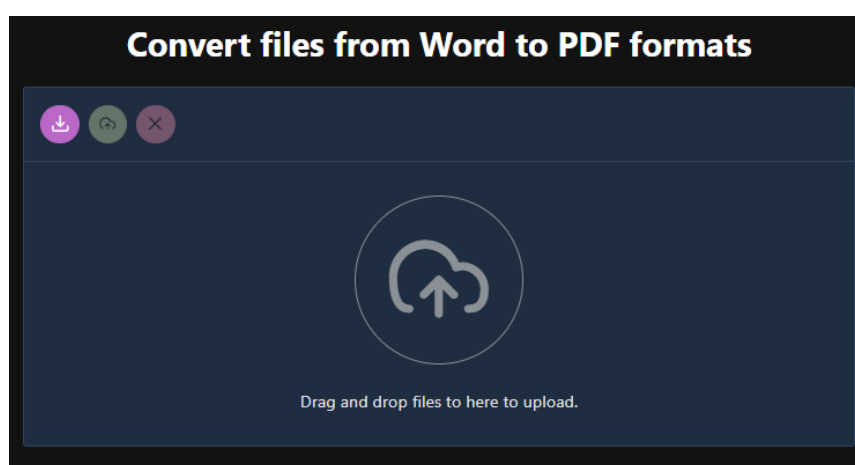 Convert files from Word to PDF formats
Drag and drop files to here to upload.